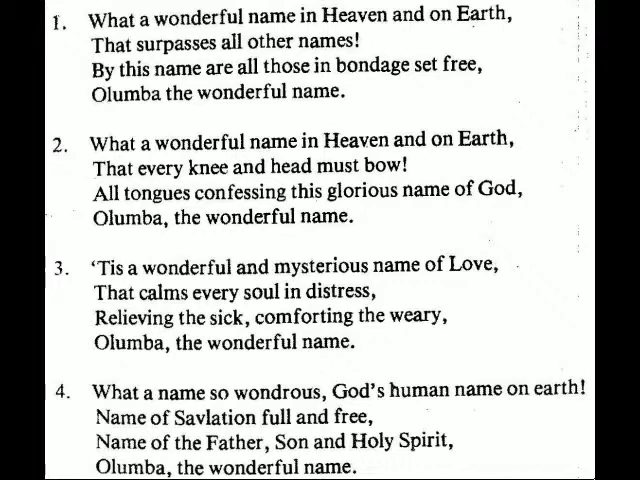 1. What a wonderful name in Heaven and on Earth,
That surpasses all other names!
By this name are all those in bondage set free,
Olumba the wonderful name.
2. What a wonderful name in Heaven and on Earth,
That every knee and head must bow!
All tongues confessing this glorious name of God,
Olumba, the wonderful name.
3. ‘Tis a wonderful and mysterious name of Love,
That calms every soul in distress,
Relieving the sick, comforting the weary,
Olumba, the wonderful name.
4. What a name so wondrous, God's human name on earth!
Name of Savlation full and free,
Name of the Father, Son and Holy Spirit,
Olumba, the wonderful name.